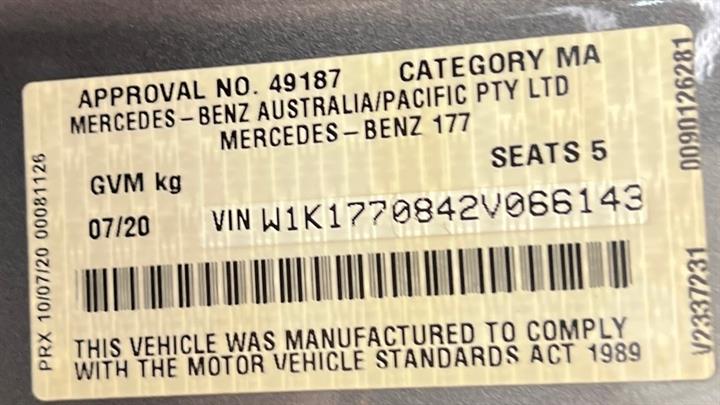 APPROVAL NO. 49187 CATEGORY MA
MERCEDES-BENZ AUSTRALIA/PACIFIC PTY LTD
MERCEDES-BENZ 177
SEATS 5
GVM kg
07/20 VIN W1K1770842V066143
THIS VEHICLE WAS MANUFACTURED TO COMPLY
WITH THE MOTOR VEHICLE STANDARDS ACT 1989
PRX 10/07/20 00081126
0090126281
V2337231